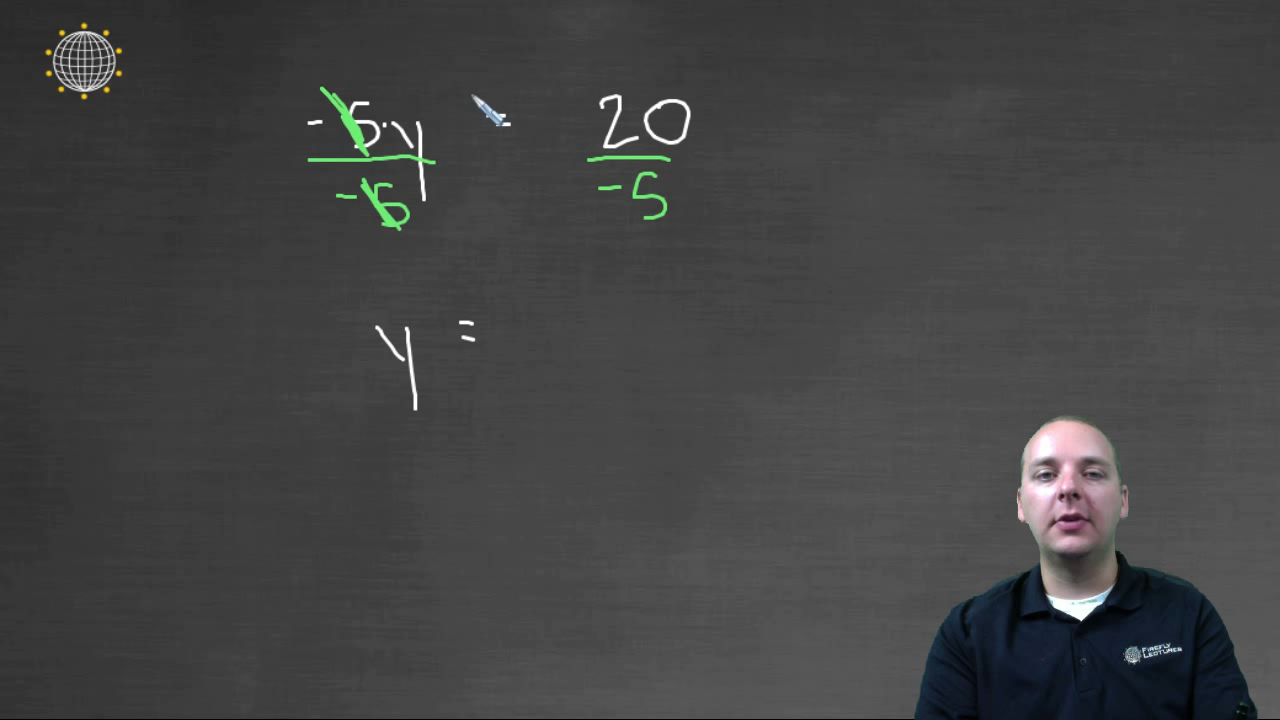 -5·y = 20
-5 -5
y =
FIREFLY
LECTURES